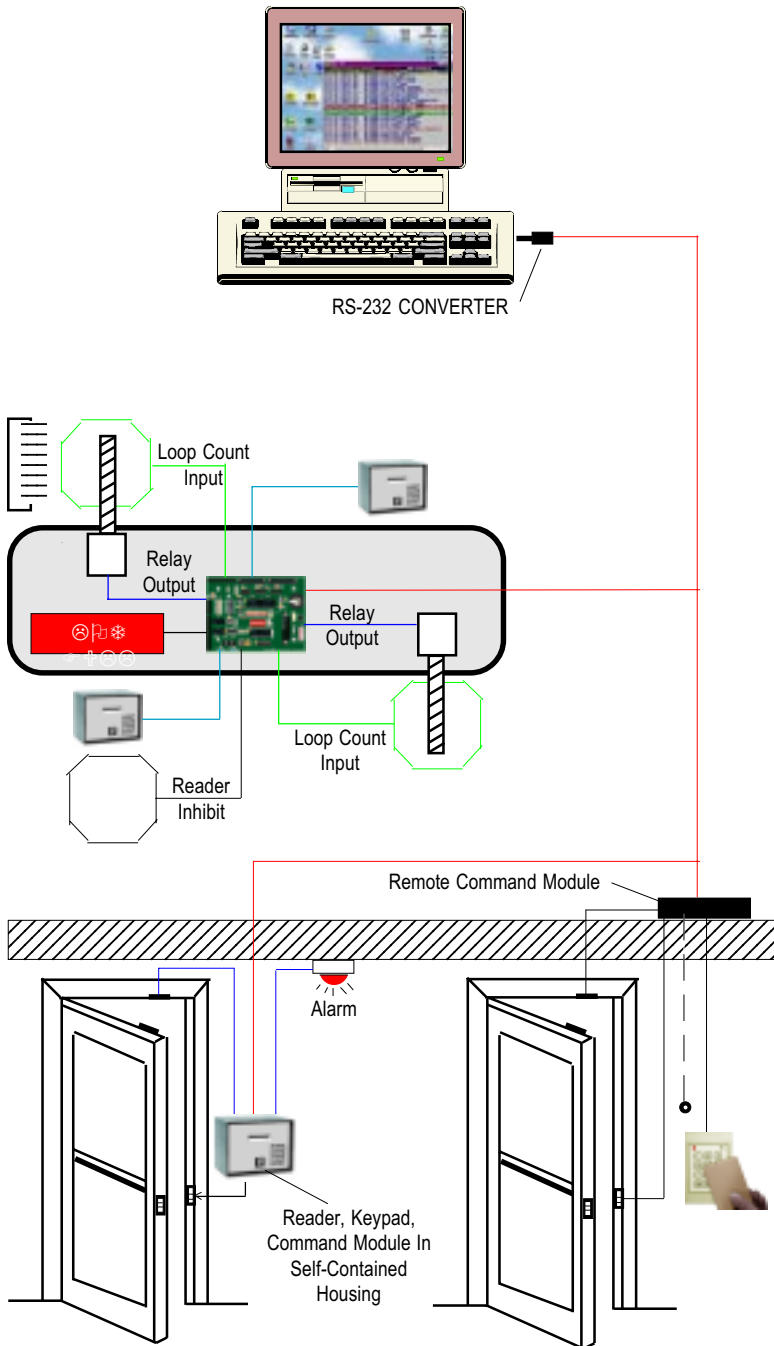 RS-232 CONVERTER
Loop Count
Input
Relay
Output
Relay
Output
☹🏳❄
☞✝☹☹
Loop Count
Input
Reader
Inhibit
Remote Command Module
Alarm
Reader, Keypad,
Command Module In
Self-Contained
Housing